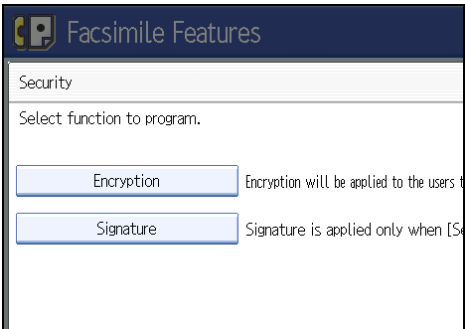 Facsimile Features
Security
Select function to program.
Encryption Encryption will be applied to the users
Signature Signature is applied only when